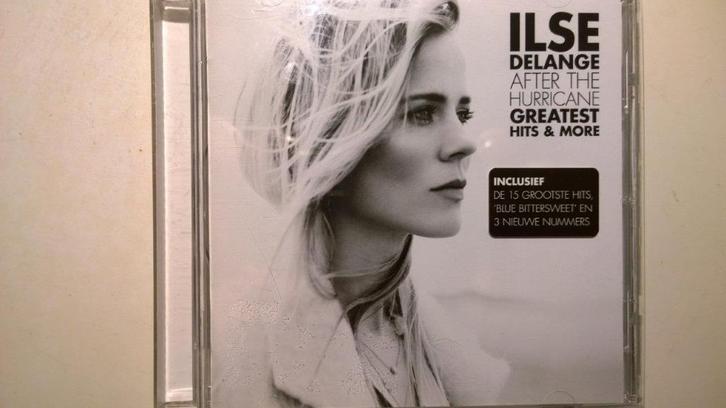 ILSE
DELANGE
AFTER THE
HURRICANE
GREATEST
HITS & MORE
INCLUSIEF
DE 15 GROOTSTE HITS,
'BLUE BITTERSWEET' EN
3 NIEUWE NUMMERS